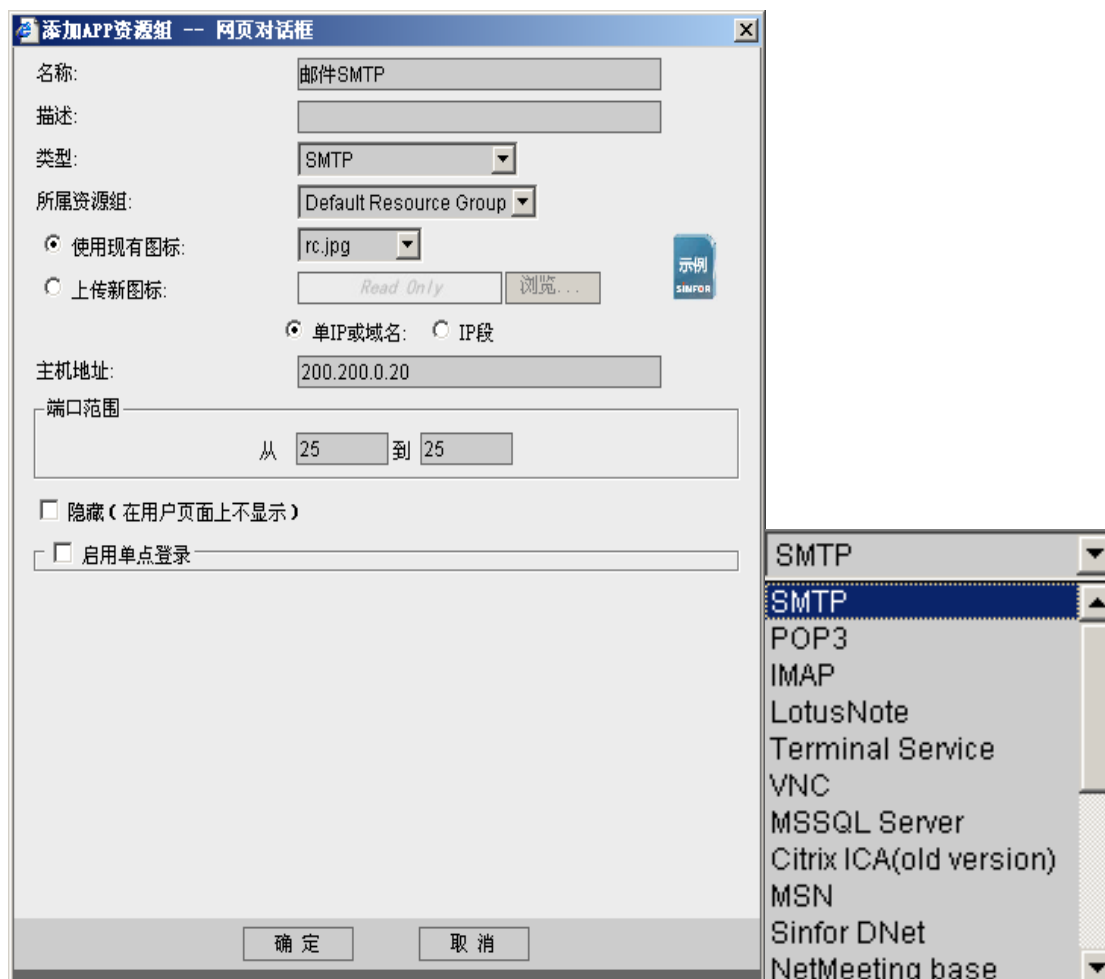 添加APP资源组 -- 网页对话框
名称: 邮件SMTP
描述:
类型: SMTP
所属资源组: Default Resource Group
使用现有图标: rc.jpg
示例
SINFOR
上传新图标: Read Only 浏览...
单IP或域名: IP段
主机地址: 200.200.0.20
端口范围
从 25 到 25
隐藏(在用户页面上不显示)
启用单点登录
确定 取消
SMTP
SMTP
POP3
IMAP
LotusNote
Terminal Service
VNC
MSSQL Server
Citrix ICA(old version)
MSN
Sinfor DNet
NetMeeting base